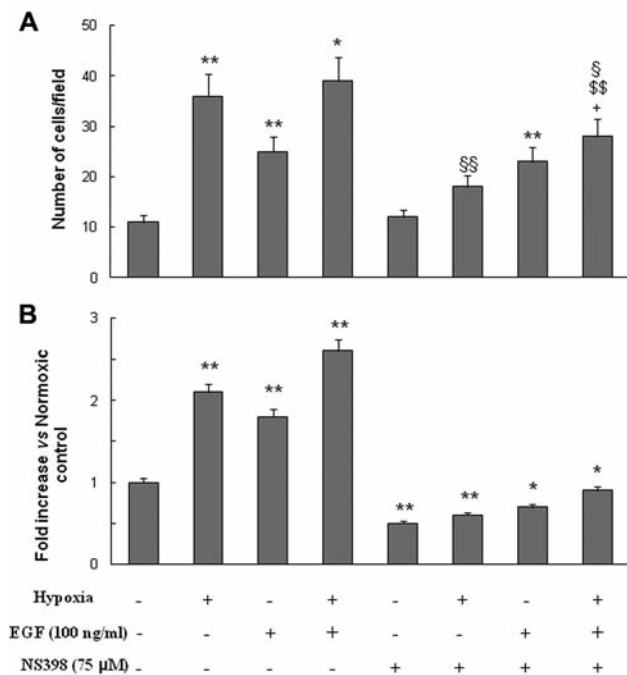 A
Number of cells/field
50
40
30
20
10
0
** ** * §§ ** § $$ +
B
Fold increase vs Normoxic
control
3
2
1
0
** ** ** ** ** * *
Hypoxia - + - + - + - +
EGF (100 ng/ml) - - + + - - + +
NS398 (75 µM) - - - - + + + +